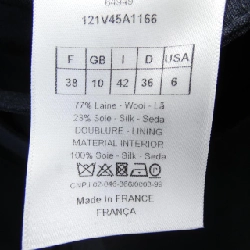 64949
121V45A1166
F GB I D USA
38 10 42 36 6
77% Laine - Wool - Lã
23% Soie - Silk - Seda
DOUBLURE - LINING
MATERIAL INTERIOR
100% Soie - Silk - Seda
Made in FRANCE
FRANÇA